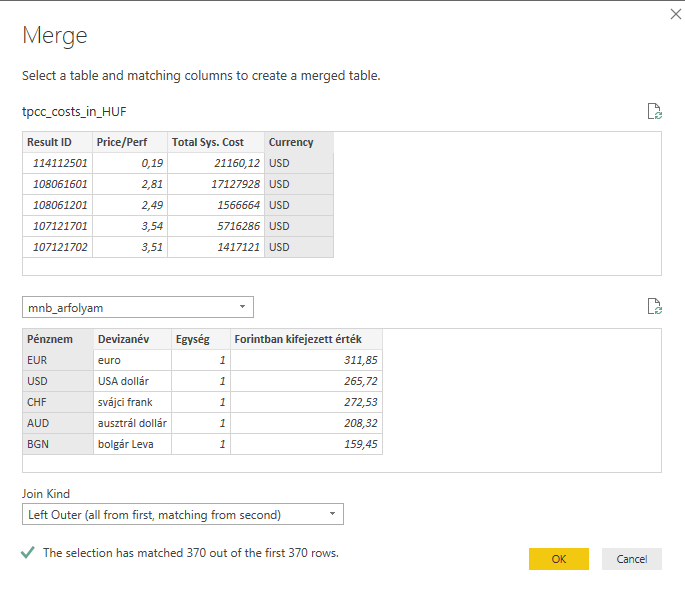 Merge
Select a table and matching columns to create a merged table.
tpcc_costs_in_HUF
Result ID Price/Perf Total Sys. Cost Currency
114112501 0,19 21160,12 USD
108061601 2,81 17127928 USD
108061201 2,49 1566664 USD
107121701 3,54 5716286 USD
107121702 3,51 1417121 USD
mnb_arfolyam
Pénznem Devizanév Egység Forintban kifejezett érték
EUR euro 1 311,85
USD USA dollár 1 265,72
CHF svájci frank 1 272,53
AUD ausztrál dollár 1 208,32
BGN bolgár Leva 1 159,45
Join Kind
Left Outer (all from first, matching from second)
The selection has matched 370 out of the first 370 rows.
OK Cancel